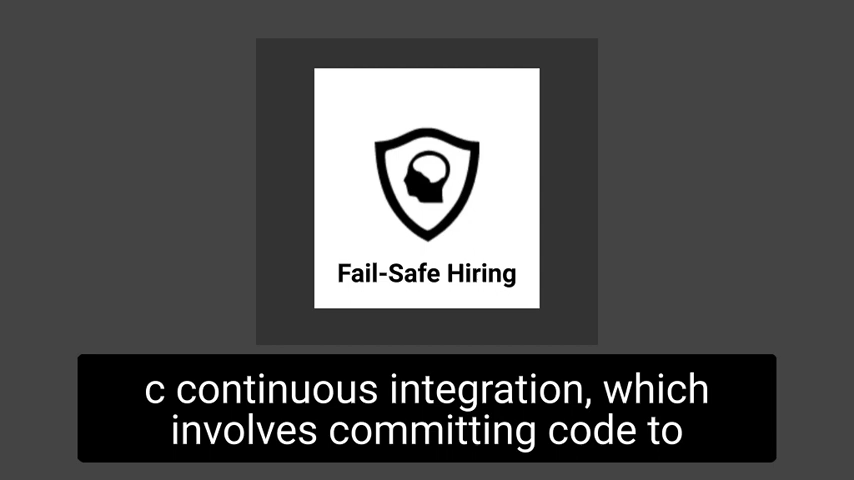 Fail-Safe Hiring
c continuous integration, which
involves committing code to